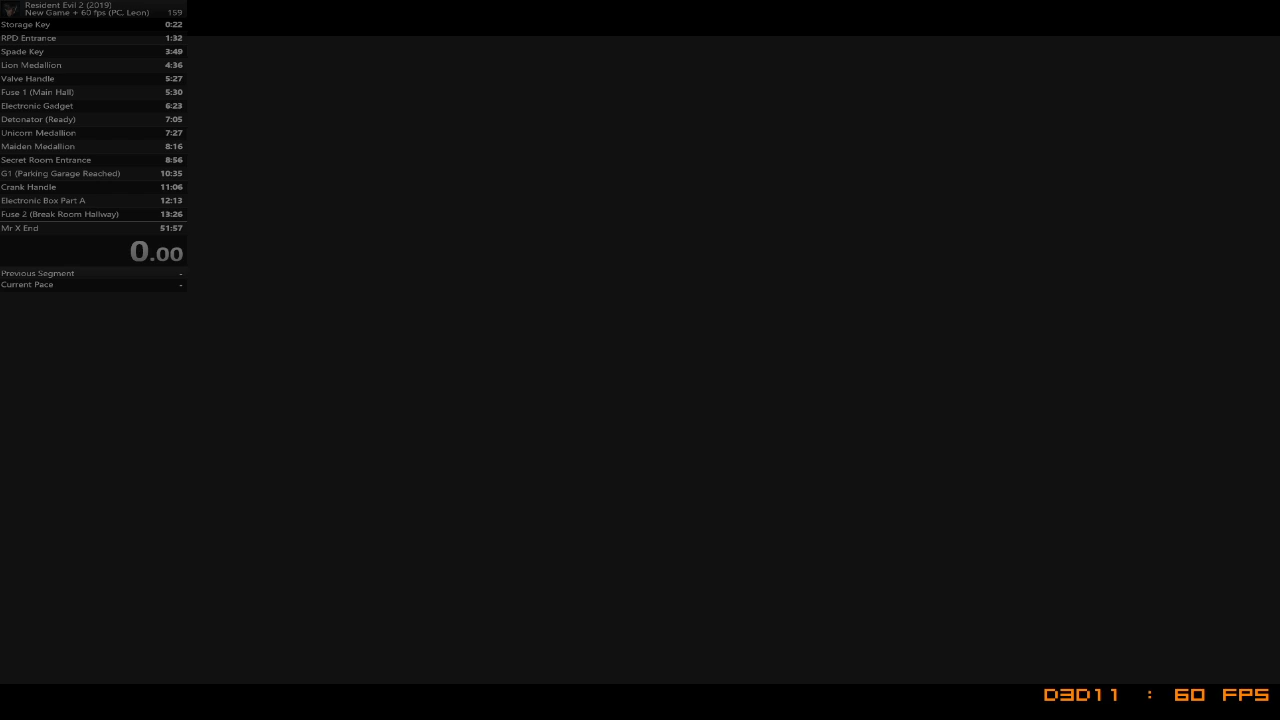 Resident Evil 2 (2019)
New Game + 60 fps (PC, Leon) 159
Storage Key 0:22
RPD Entrance 1:32
Spade Key 3:49
Lion Medallion 4:36
Valve Handle 5:27
Fuse 1 (Main Hall) 5:30
Electronic Gadget 6:23
Detonator (Ready) 7:05
Unicorn Medallion 7:27
Maiden Medallion 8:16
Secret Room Entrance 8:56
G1 (Parking Garage Reached) 10:35
Crank Handle 11:06
Electronic Box Part A 12:13
Fuse 2 (Break Room Hallway) 13:26
Mr X End 51:57
0.00
Previous Segment -
Current Pace -
D3D11 : 60 FPS